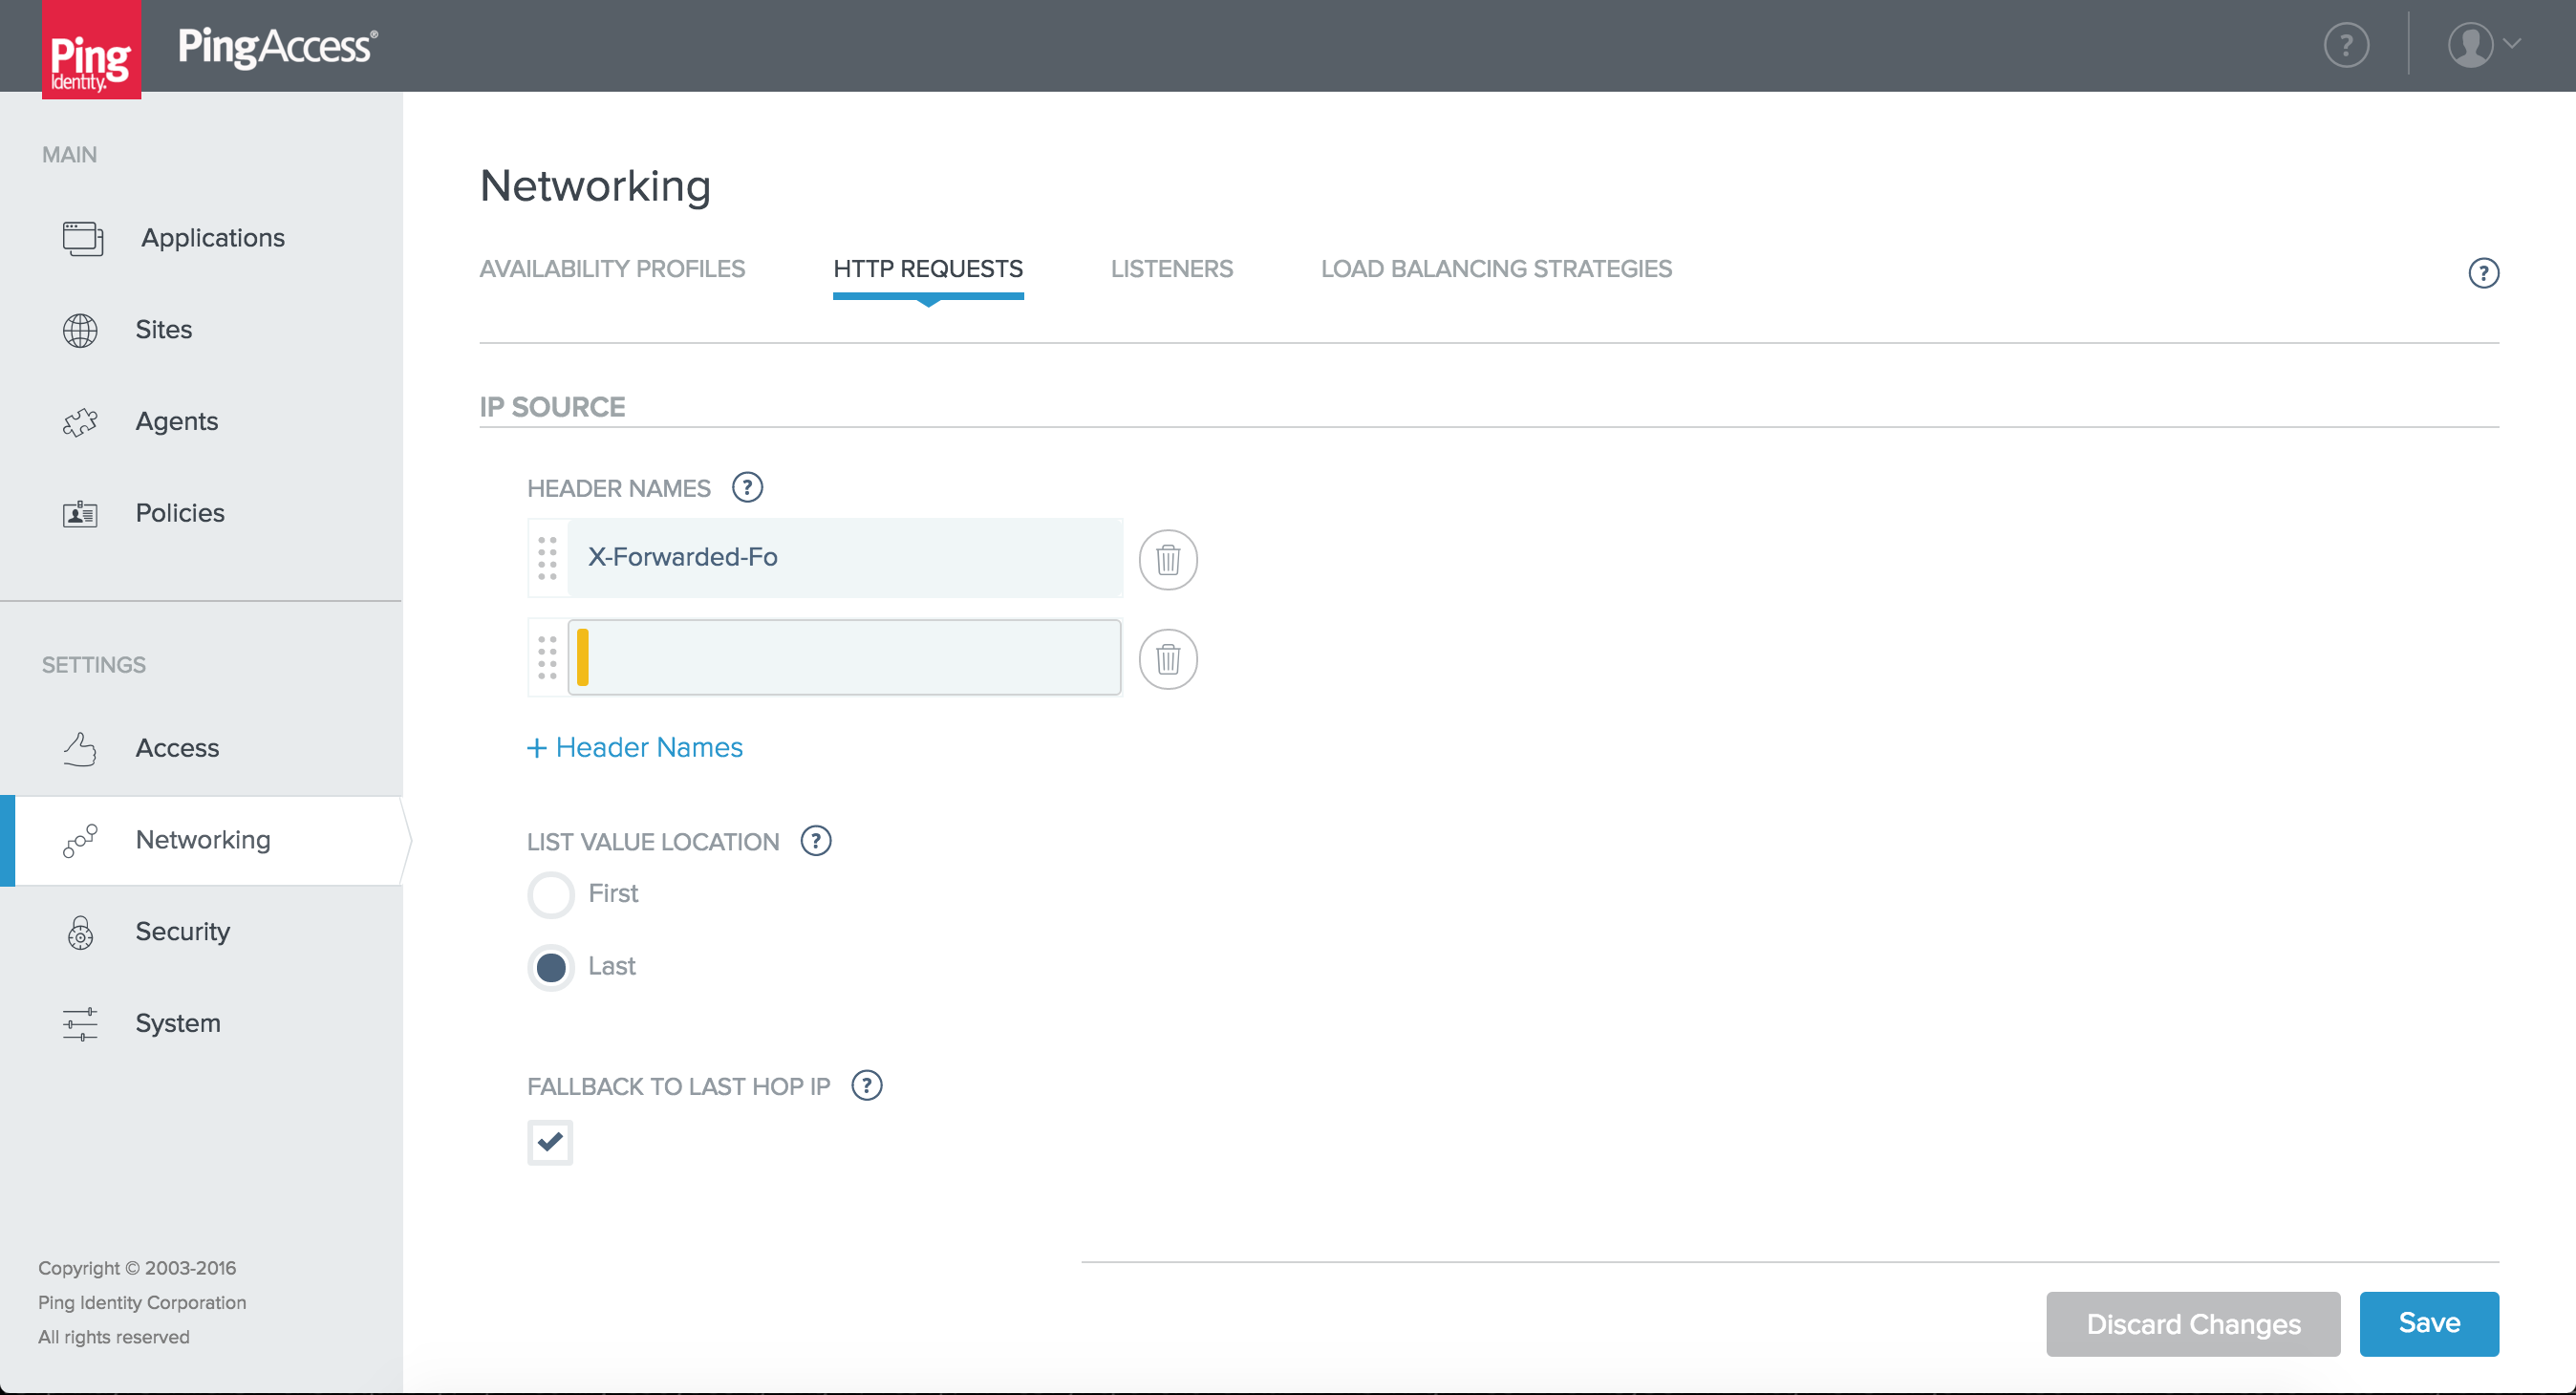 Ping
Identity.
PingAccess®
?
MAIN
Applications
Sites
Agents
Policies
SETTINGS
Access
Networking
Security
System
Copyright © 2003-2016
Ping Identity Corporation
All rights reserved
Networking
AVAILABILITY PROFILES
HTTP REQUESTS
LISTENERS
LOAD BALANCING STRATEGIES
?
IP SOURCE
HEADER NAMES ?
X-Forwarded-Fo
+ Header Names
LIST VALUE LOCATION ?
First
Last
FALLBACK TO LAST HOP IP ?
Discard Changes
Save